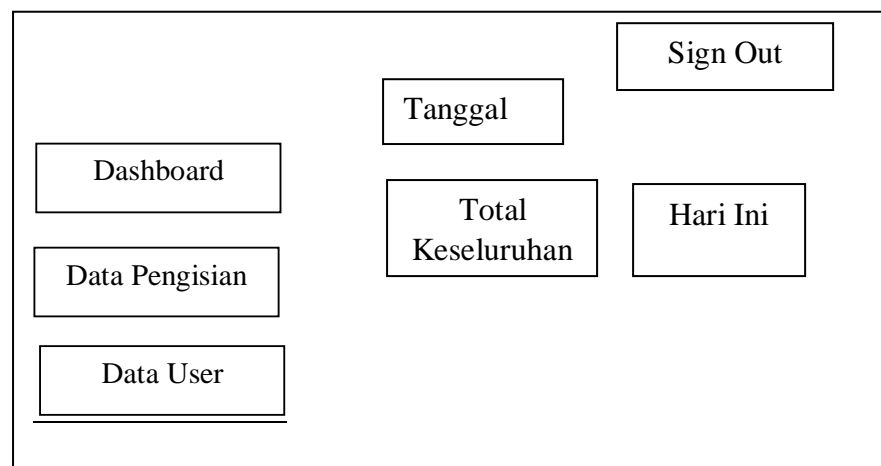 Sign Out
Tanggal
Dashboard
Total
Keseluruhan
Hari Ini
Data Pengisian
Data User